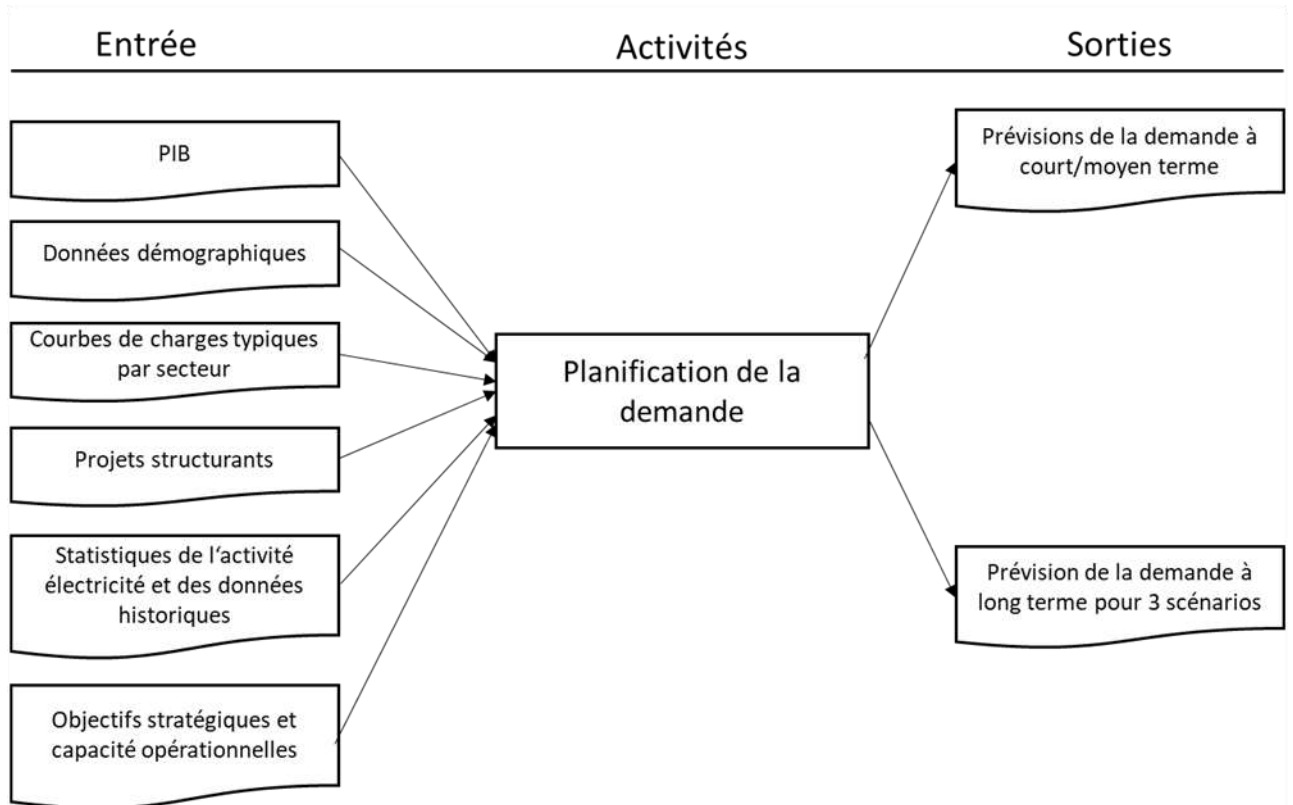 Entrée
Activités
Sorties
PIB
Données démographiques
Courbes de charges typiques
par secteur
Projets structurants
Statistiques de l'activité
électricité et des données
historiques
Objectifs stratégiques et
capacité opérationnelles
Planification de la
demande
Prévisions de la demande à
court/moyen terme
Prévision de la demande à
long terme pour 3 scénarios